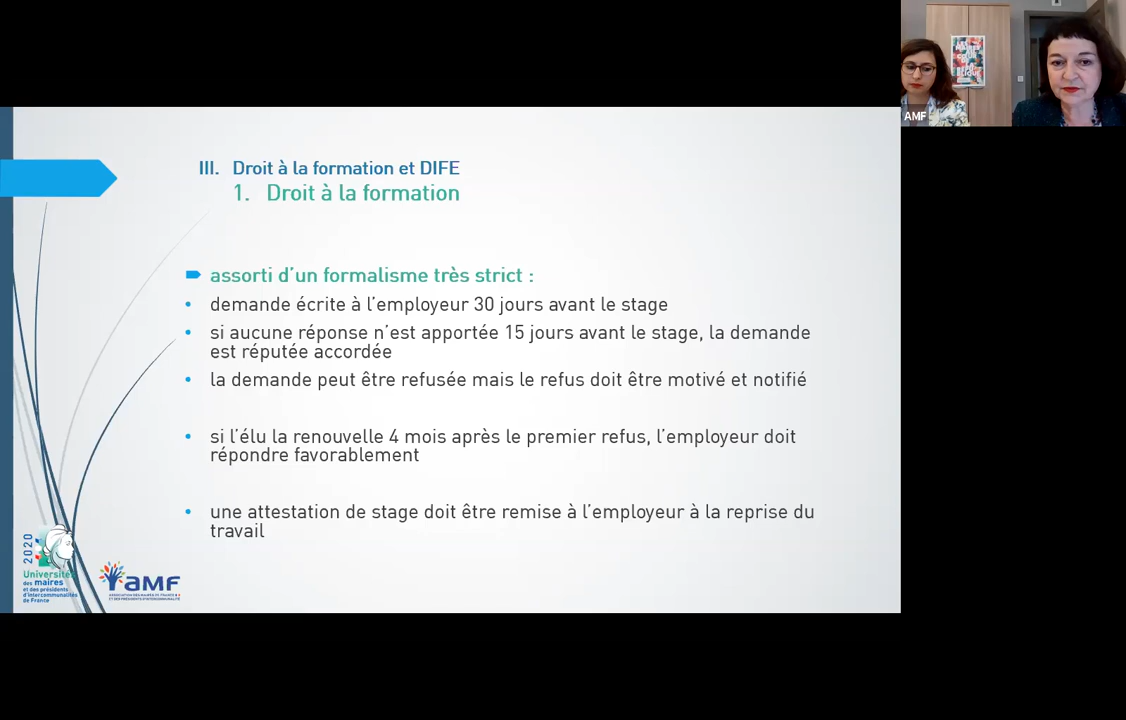 AMF
III. Droit à la formation et DIFE
1. Droit à la formation
assorti d'un formalisme très strict :
• demande écrite à l'employeur 30 jours avant le stage
• si aucune réponse n'est apportée 15 jours avant le stage, la demande
est réputée accordée
• la demande peut être refusée mais le refus doit être motivé et notifié
• si l'élu la renouvelle 4 mois après le premier refus, l'employeur doit
répondre favorablement
• une attestation de stage doit être remise à l'employeur à la reprise du
travail
2020
Universités
des maires
et des présidents
d'intercommunalités
de France
AMF